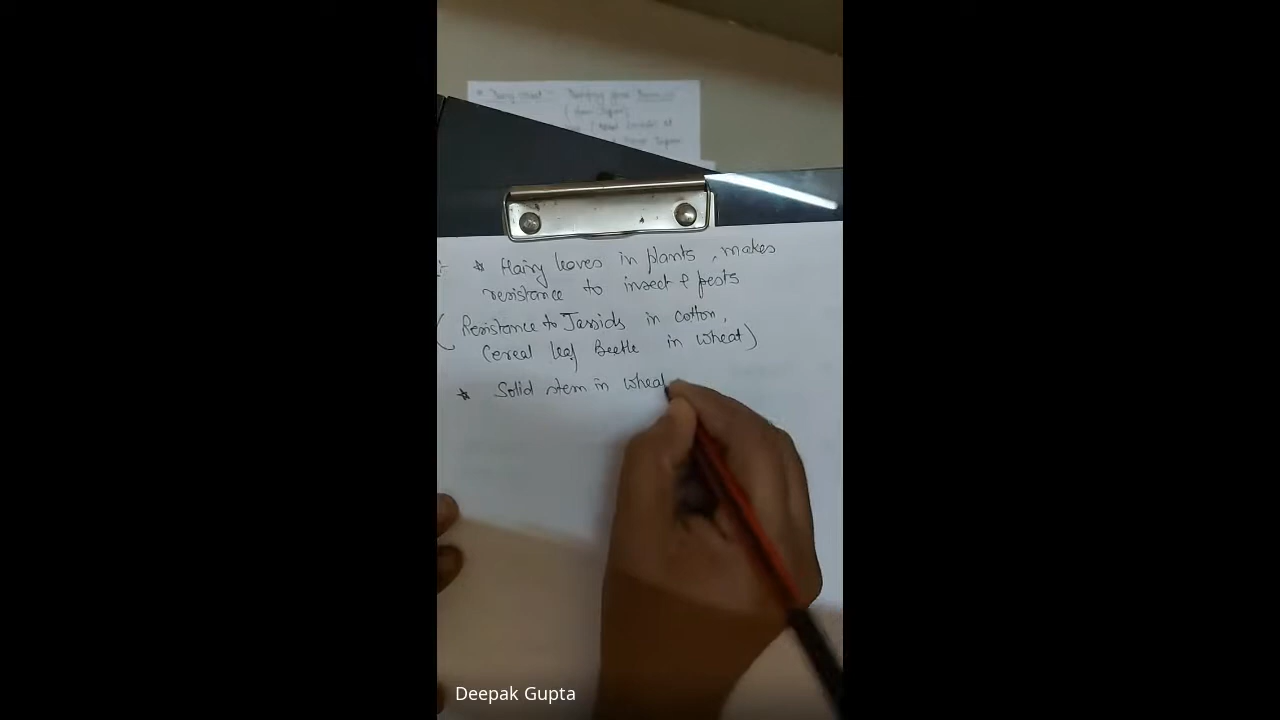 * Hairy leaves in plants, makes
resistance to insect & pests
(Resistance to Jassids in cotton,
Cereal leaf Beetle in wheat)
* Solid stem in wheat
Deepak Gupta